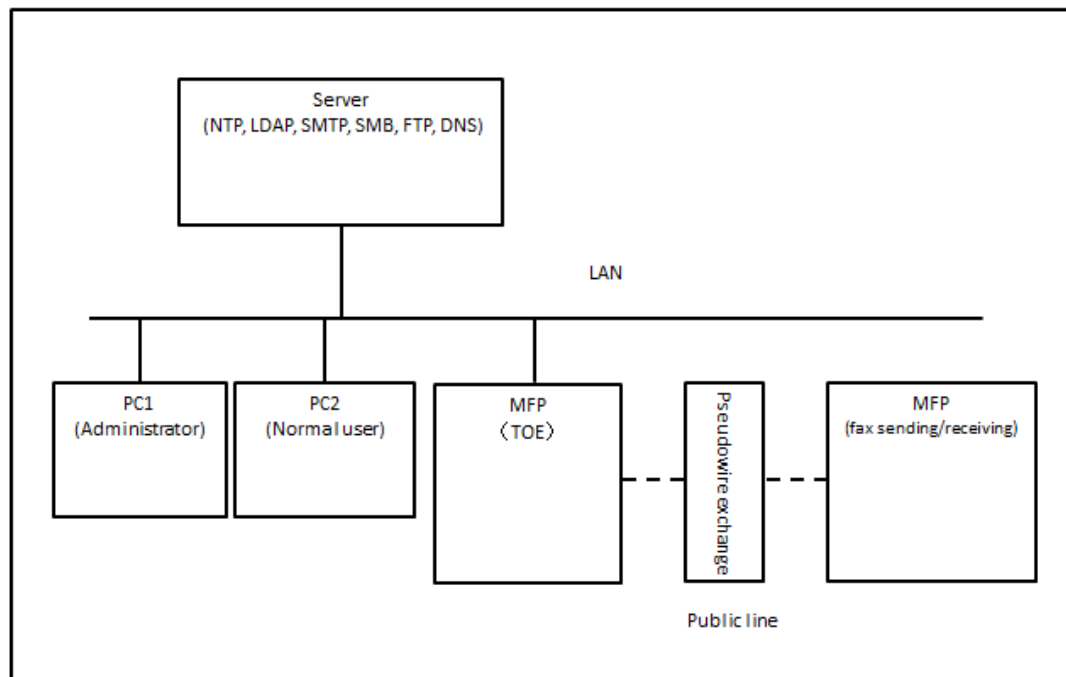 Server
(NTP, LDAP, SMTP, SMB, FTP, DNS)
LAN
PC1
(Administrator)
PC2
(Normal user)
MFP
（TOE）
Pseudowire exchange
MFP
(fax sending/receiving)
Public line